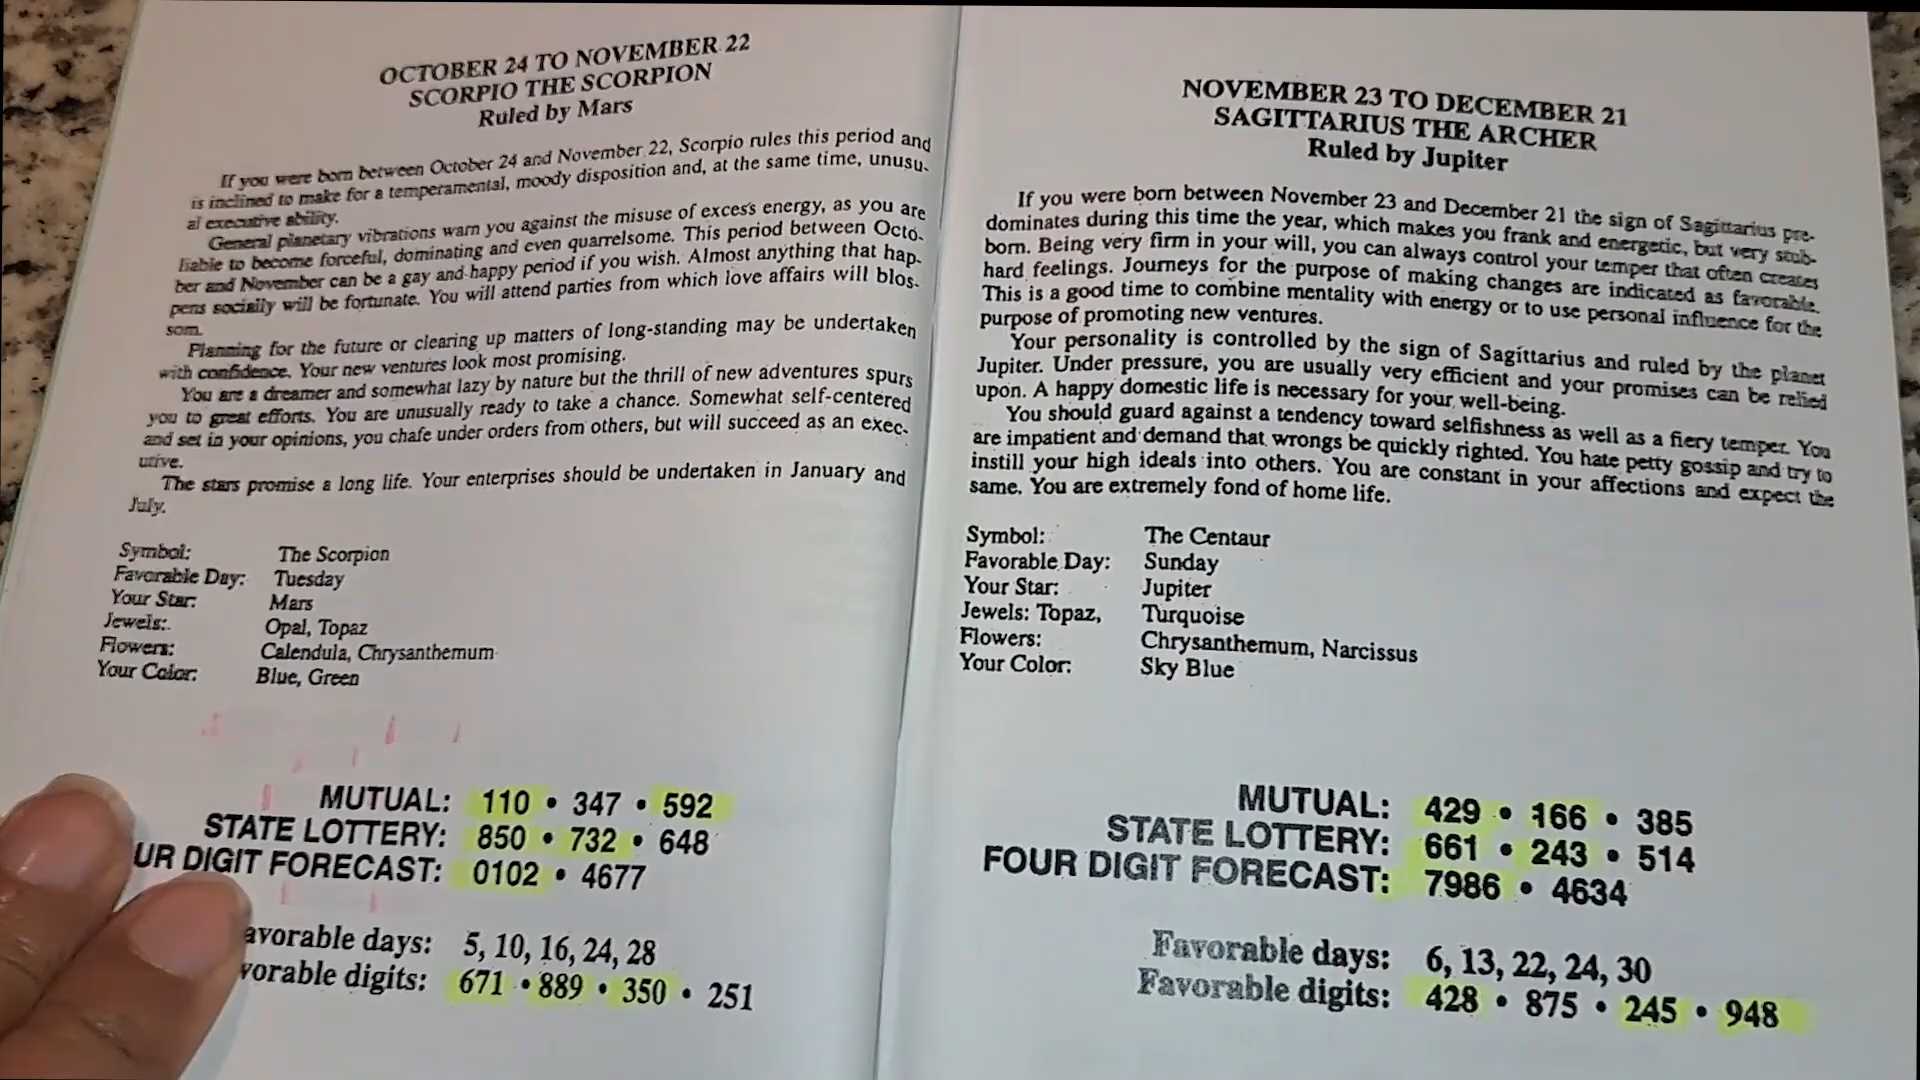 OCTOBER 24 TO NOVEMBER 22
SCORPIO THE SCORPION
Ruled by Mars
If you were born between October 24 and November 22, Scorpio rules this period and
is inclined to make for a temperamental, moody disposition and, at the same time, unusu-
al executive ability.
General planetary vibrations warn you against the misuse of excess energy, as you are
liable to become forceful, dominating and even quarrelsome. This period between Octo-
ber and November can be a gay and happy period if you wish. Almost anything that hap-
pens socially will be fortunate. You will attend parties from which love affairs will blos-
som.
Planning for the future or clearing up matters of long-standing may be undertaken
with confidence. Your new ventures look most promising.
You are a dreamer and somewhat lazy by nature but the thrill of new adventures spurs
you to great efforts. You are unusually ready to take a chance. Somewhat self-centered
and set in your opinions, you chafe under orders from others, but will succeed as an exec-
utive.
The stars promise a long life. Your enterprises should be undertaken in January and
July.
Symbol: The Scorpion
Favorable Day: Tuesday
Your Star: Mars
Jewels: Opal, Topaz
Flowers: Calendula, Chrysanthemum
Your Color: Blue, Green
MUTUAL: 110 • 347 • 592
STATE LOTTERY: 850 • 732 • 648
UR DIGIT FORECAST: 0102 • 4677
avorable days: 5, 10, 16, 24, 28
vorable digits: 671 • 889 • 350 • 251
NOVEMBER 23 TO DECEMBER 21
SAGITTARIUS THE ARCHER
Ruled by Jupiter
If you were born between November 23 and December 21 the sign of Sagittarius pre-
dominates during this time the year, which makes you frank and energetic, but very stub-
born. Being very firm in your will, you can always control your temper that often creates
hard feelings. Journeys for the purpose of making changes are indicated as favorable.
This is a good time to combine mentality with energy or to use personal influence for the
purpose of promoting new ventures.
Your personality is controlled by the sign of Sagittarius and ruled by the planet
Jupiter. Under pressure, you are usually very efficient and your promises can be relied
upon. A happy domestic life is necessary for your well-being.
You should guard against a tendency toward selfishness as well as a fiery temper. You
are impatient and demand that wrongs be quickly righted. You hate petty gossip and try to
instill your high ideals into others. You are constant in your affections and expect the
same. You are extremely fond of home life.
Symbol: The Centaur
Favorable Day: Sunday
Your Star: Jupiter
Jewels: Topaz, Turquoise
Flowers: Chrysanthemum, Narcissus
Your Color: Sky Blue
MUTUAL: 429 • 166 • 385
STATE LOTTERY: 661 • 243 • 514
FOUR DIGIT FORECAST: 7986 • 4634
Favorable days: 6, 13, 22, 24, 30
Favorable digits: 428 • 875 • 245 • 948